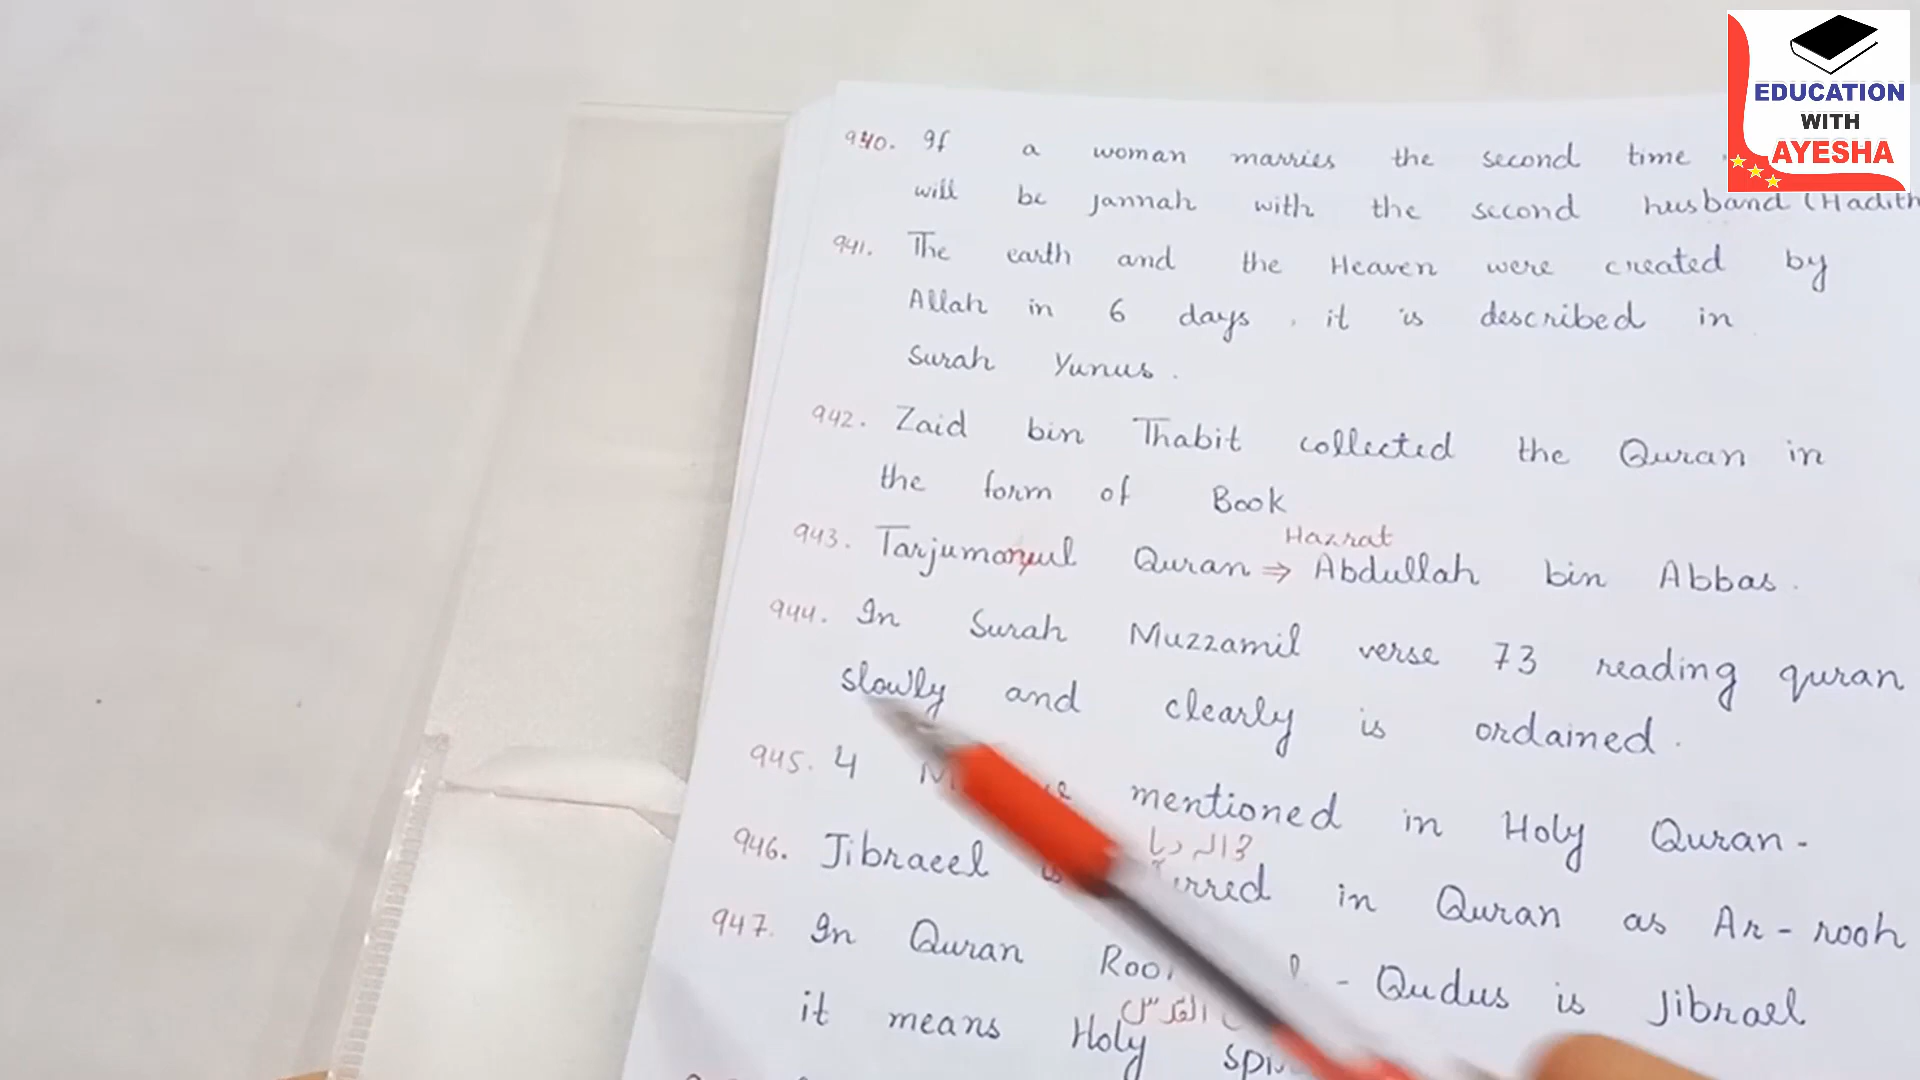 EDUCATION
WITH
AYESHA
940. If a woman marries the second time
will be jannah with the second husband (Hadith
941. The earth and the Heaven were created by
Allah in 6 days. it is described in
Surah Yunus.
942. Zaid bin Thabit collected the Quran in
the form of Book
Hazrat
943. Tarjumanul Quran ⇒ Abdullah bin Abbas.
944. In Surah Muzzamil verse 73 reading quran
slowly and clearly is ordained.
945. 4 mentioned in Holy Quran-
946. Jibraeel in Quran as Ar-rooh
947. In Quran - Qudus is Jibrael
القدس
it means Holy